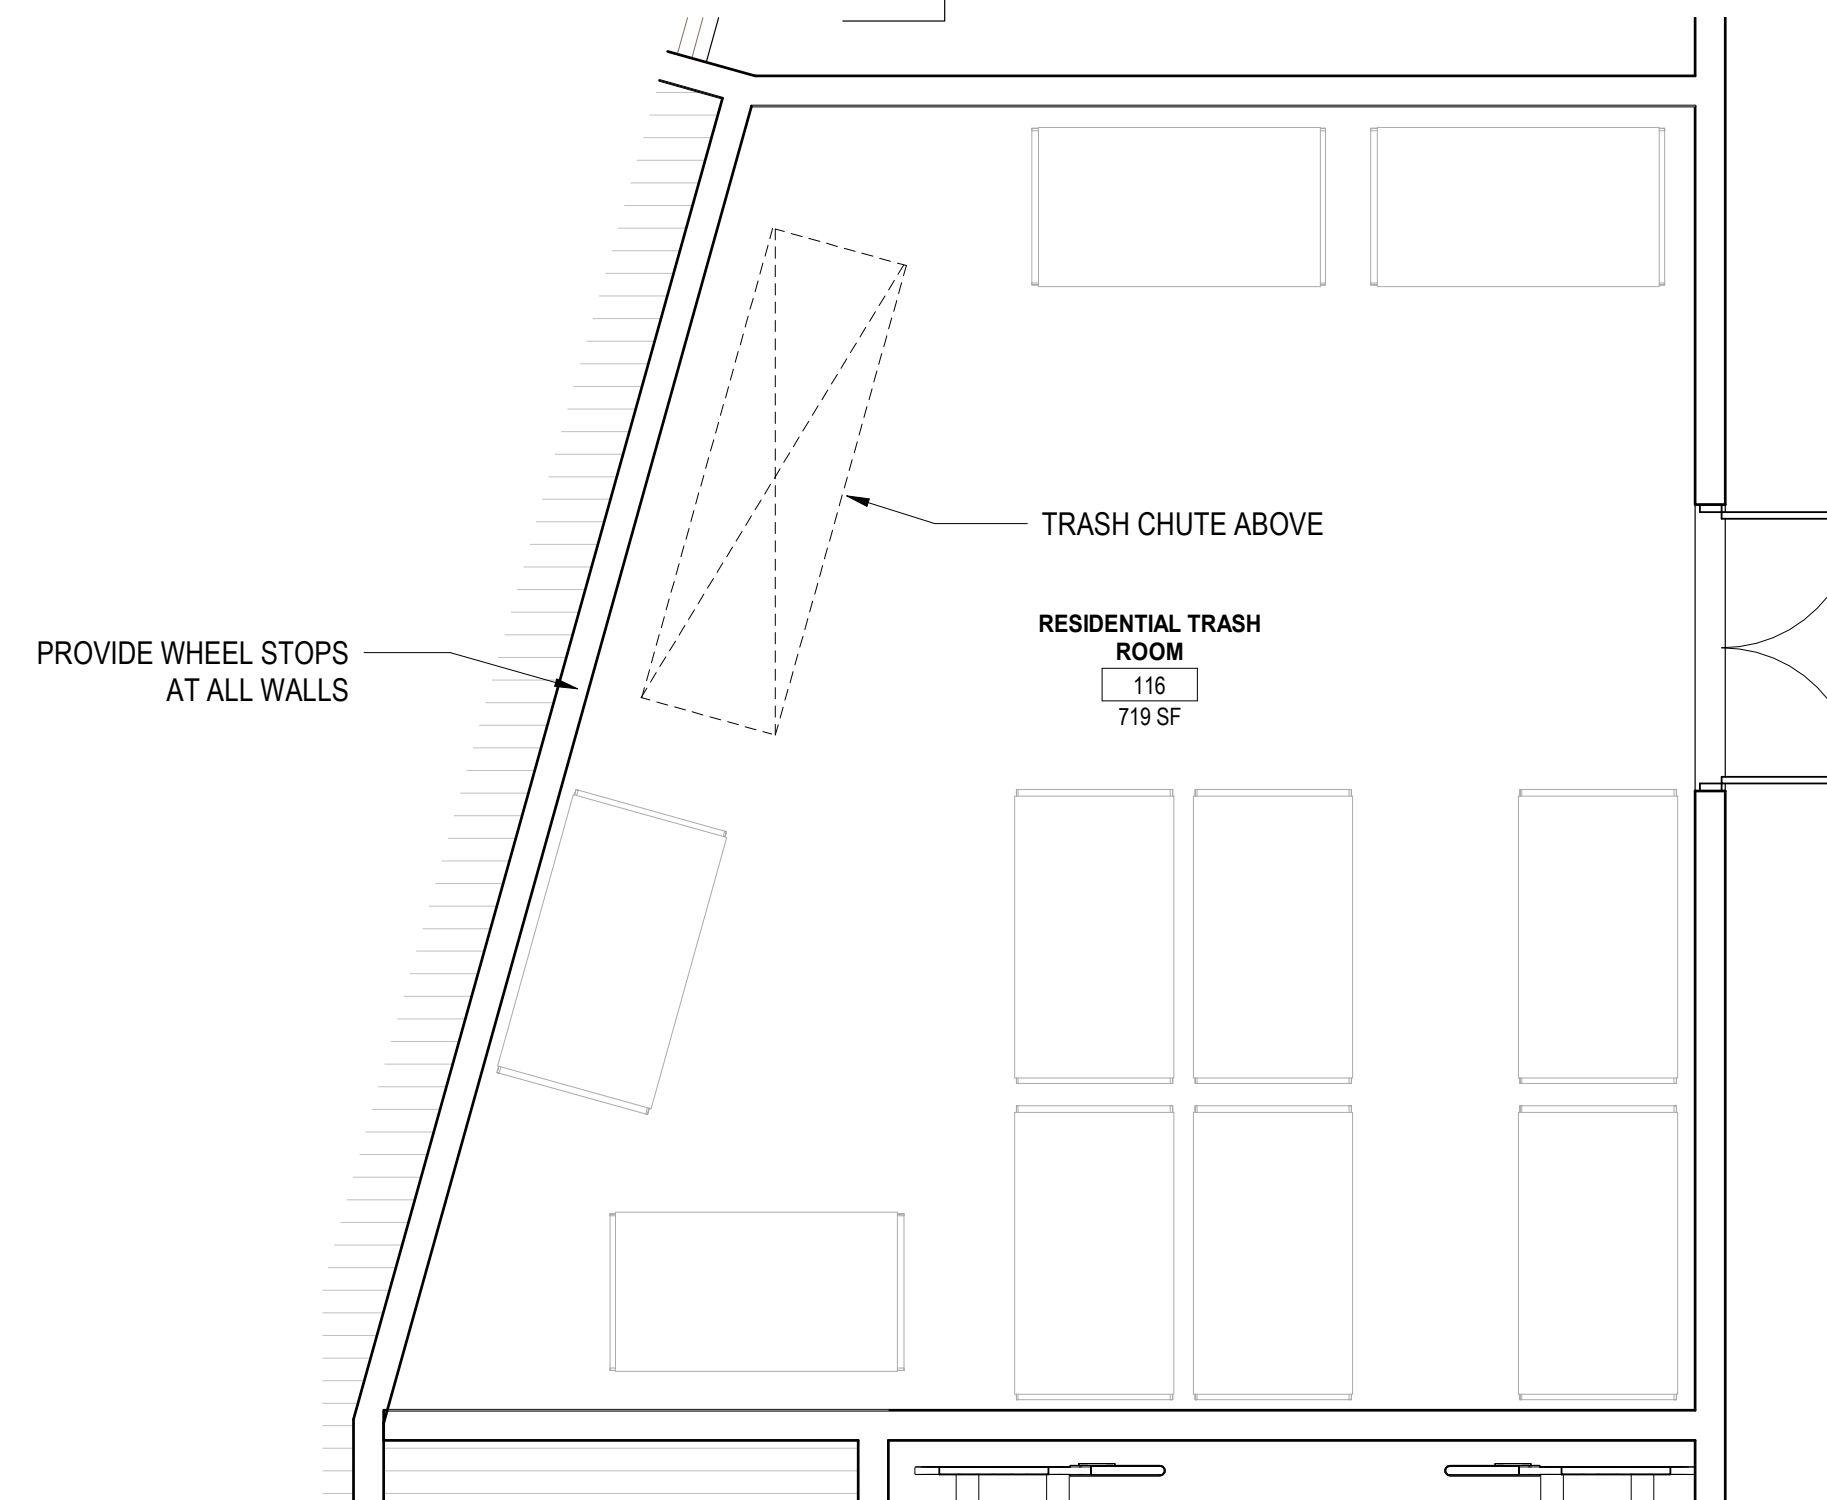 TRASH CHUTE ABOVE
RESIDENTIAL TRASH
ROOM
116
719 SF
PROVIDE WHEEL STOPS
AT ALL WALLS